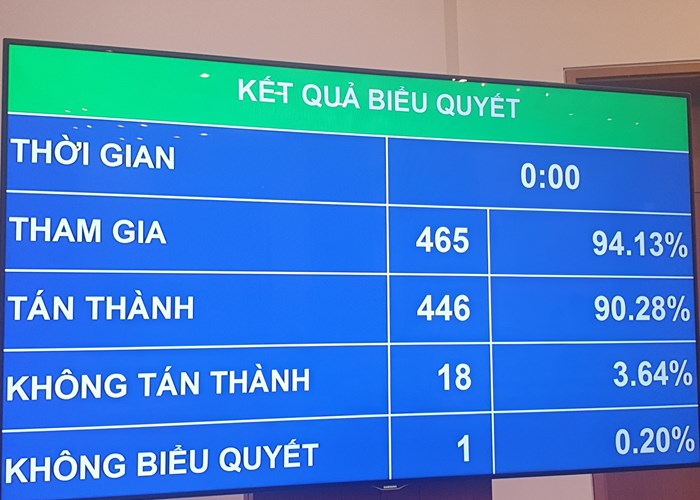 KẾT QUẢ BIỂU QUYẾT
THỜI GIAN 0:00
THAM GIA 465 94.13%
TÁN THÀNH 446 90.28%
KHÔNG TÁN THÀNH 18 3.64%
KHÔNG BIỂU QUYẾT 1 0.20%